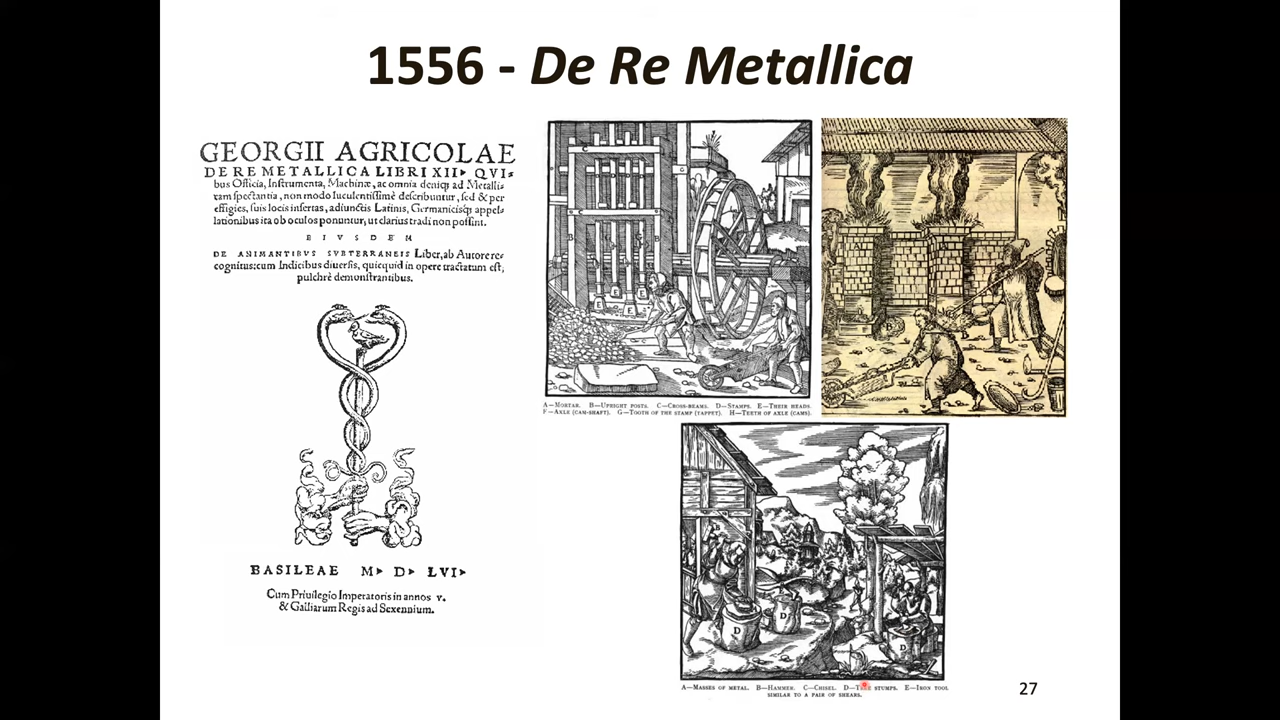 1556 - De Re Metallica
GEORGII AGRICOLAE
DE RE METALLICA LIBRI XII▸ QVI⸗
bus Officia, Instrumenta, Machinæ, ac omnia deniqꝫ ad Metalli⸗
cam spectantia, non modo luculentissimè describuntur, sed & per
effigies, suis locis insertas, adiunctis Latinis, Germanicisqꝫ appel⸗
lationibus ita ob oculos ponuntur, ut clarius tradi non possint.
EIVSDEM
DE ANIMANTIBVS SVBTERRANEIS Liber, ab Autore re⸗
cognitus: cum Indicibus diversis, quicquid in opere tractatum est,
pulchrè demonstrantibus.
BASILEAE M▸ D▸ LVI▸
Cum Privilegio Imperatoris in annos v.
& Galliarum Regis ad Sexennium.
C
G
C
B
B
E
E
A—Mortar. B—Upright posts. C—Cross-beams. D—Stamps. E—Their heads.
F—Axle (cam-shaft). G—Tooth of the stamp (tappet). H—Teeth of axle (cams).
A
B
D
D
D
A—Masses of metal. B—Hammer. C—Chisel. D—Tree stumps. E—Iron tool
similar to a pair of shears.
27